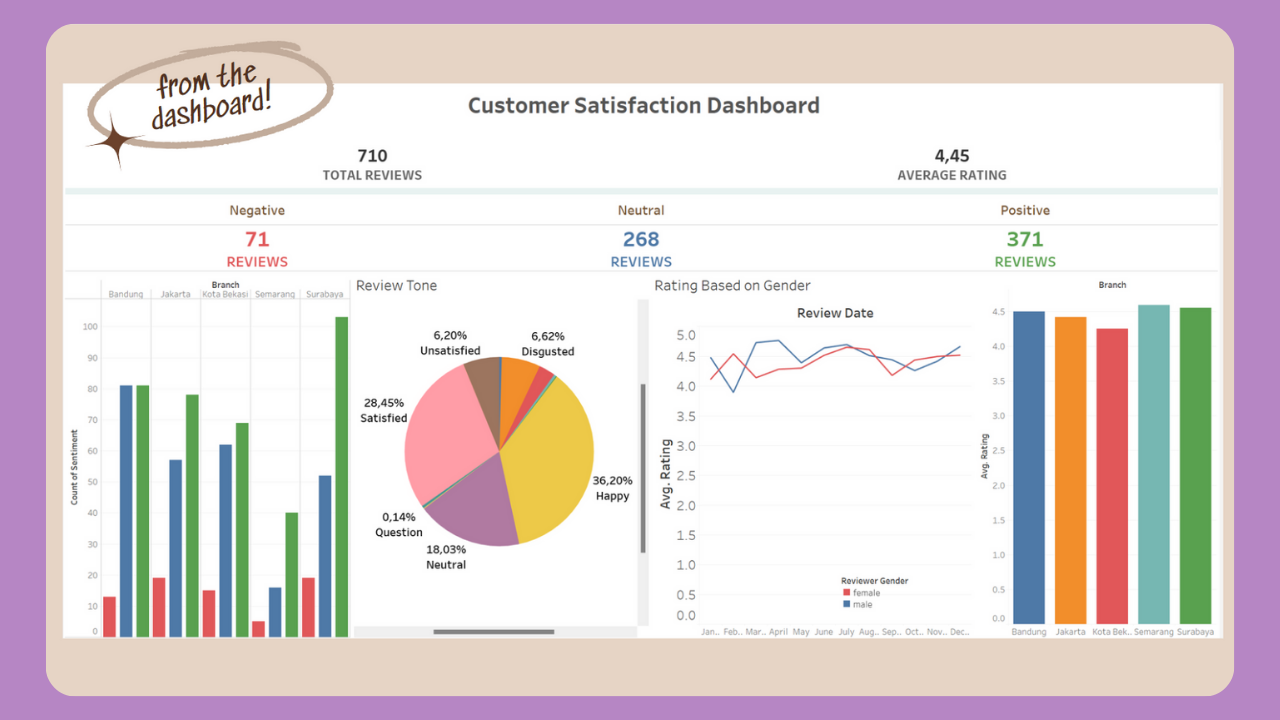 from the
dashboard!
Customer Satisfaction Dashboard
710
TOTAL REVIEWS
4,45
AVERAGE RATING
Negative
Neutral
Positive
71
REVIEWS
268
REVIEWS
371
REVIEWS
Branch
Bandung Jakarta Kota Bekasi Semarang Surabaya
Count of Sentiment
100
90
80
70
60
50
40
30
20
10
0
Review Tone
6,20%
Unsatisfied
6,62%
Disgusted
28,45%
Satisfied
36,20%
Happy
0,14%
Question
18,03%
Neutral
Rating Based on Gender
Review Date
Avg. Rating
5.0
4.5
4.0
3.5
3.0
2.5
2.0
1.5
1.0
0.5
0.0
Reviewer Gender
female
male
Jan.. Feb.. Mar.. April May June July Aug.. Sep.. Oct.. Nov.. Dec..
Branch
Avg. Rating
4.5
4.0
3.5
3.0
2.5
2.0
1.5
1.0
0.5
0.0
Bandung Jakarta Kota Bek.. Semarang Surabaya